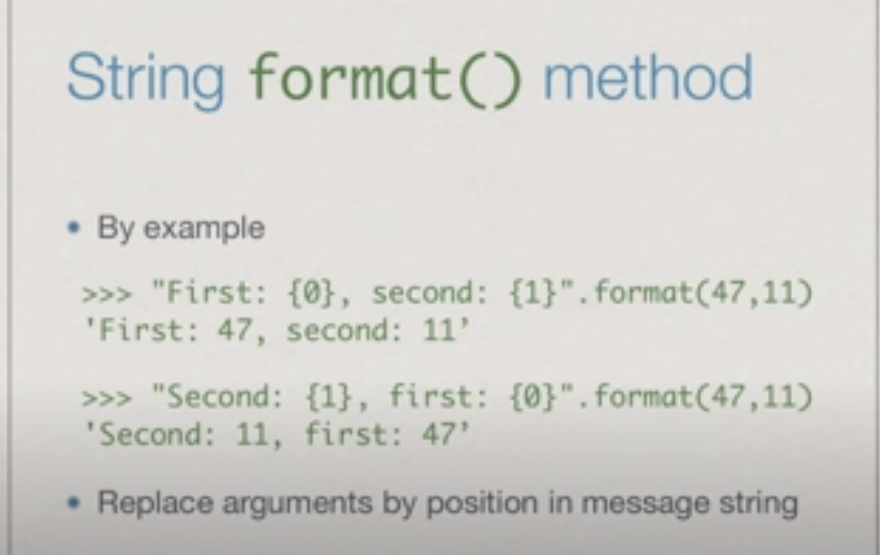 String format() method
• By example
>>> "First: {0}, second: {1}".format(47,11)
'First: 47, second: 11’
>>> "Second: {1}, first: {0}".format(47,11)
'Second: 11, first: 47’
• Replace arguments by position in message string